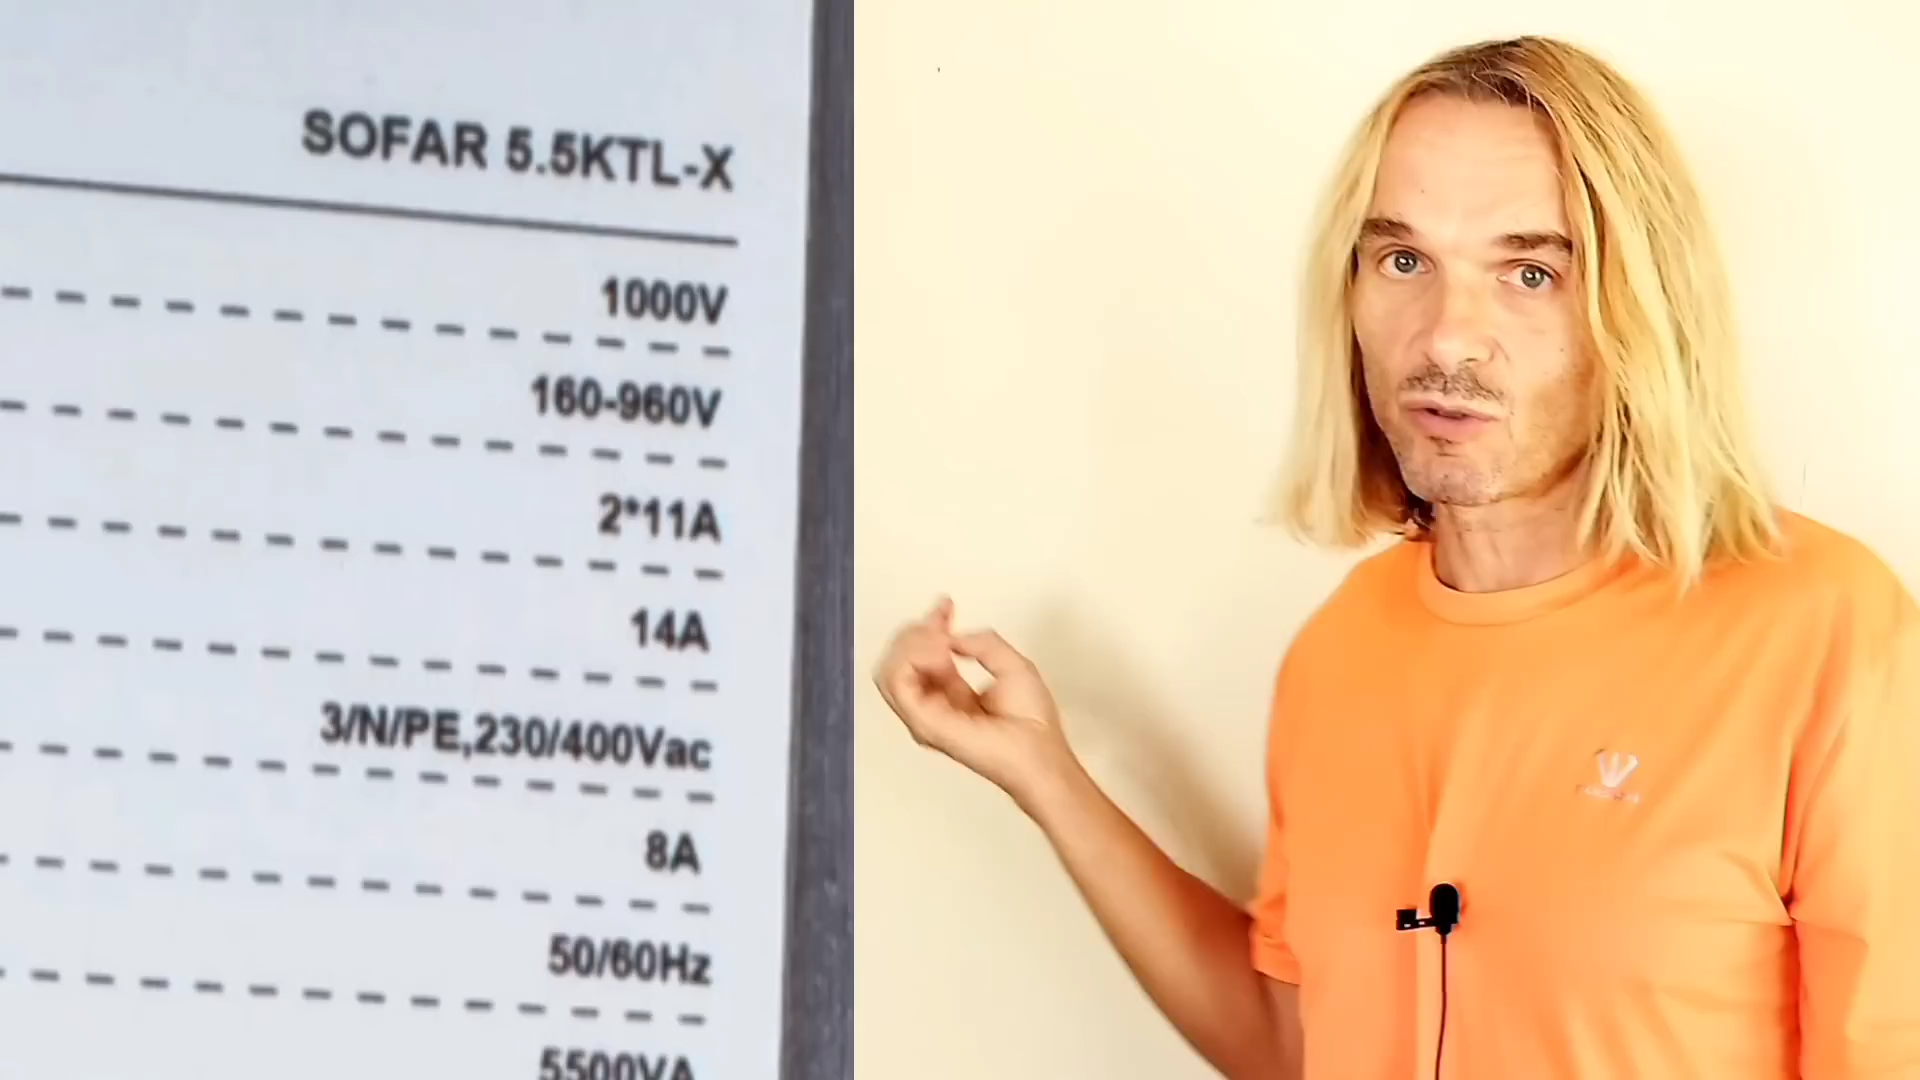 SOFAR 5.5KTL-X
1000V
160-960V
2*11A
14A
3/N/PE,230/400Vac
8A
50/60Hz
5500VA